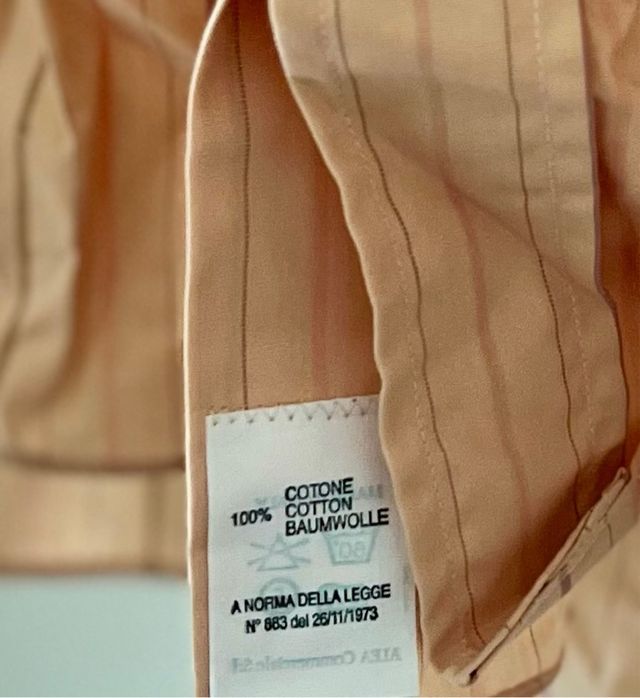 100% COTONE
COTTON
BAUMWOLLE
A NORMA DELLA LEGGE
N° 883 del 26/11/1973